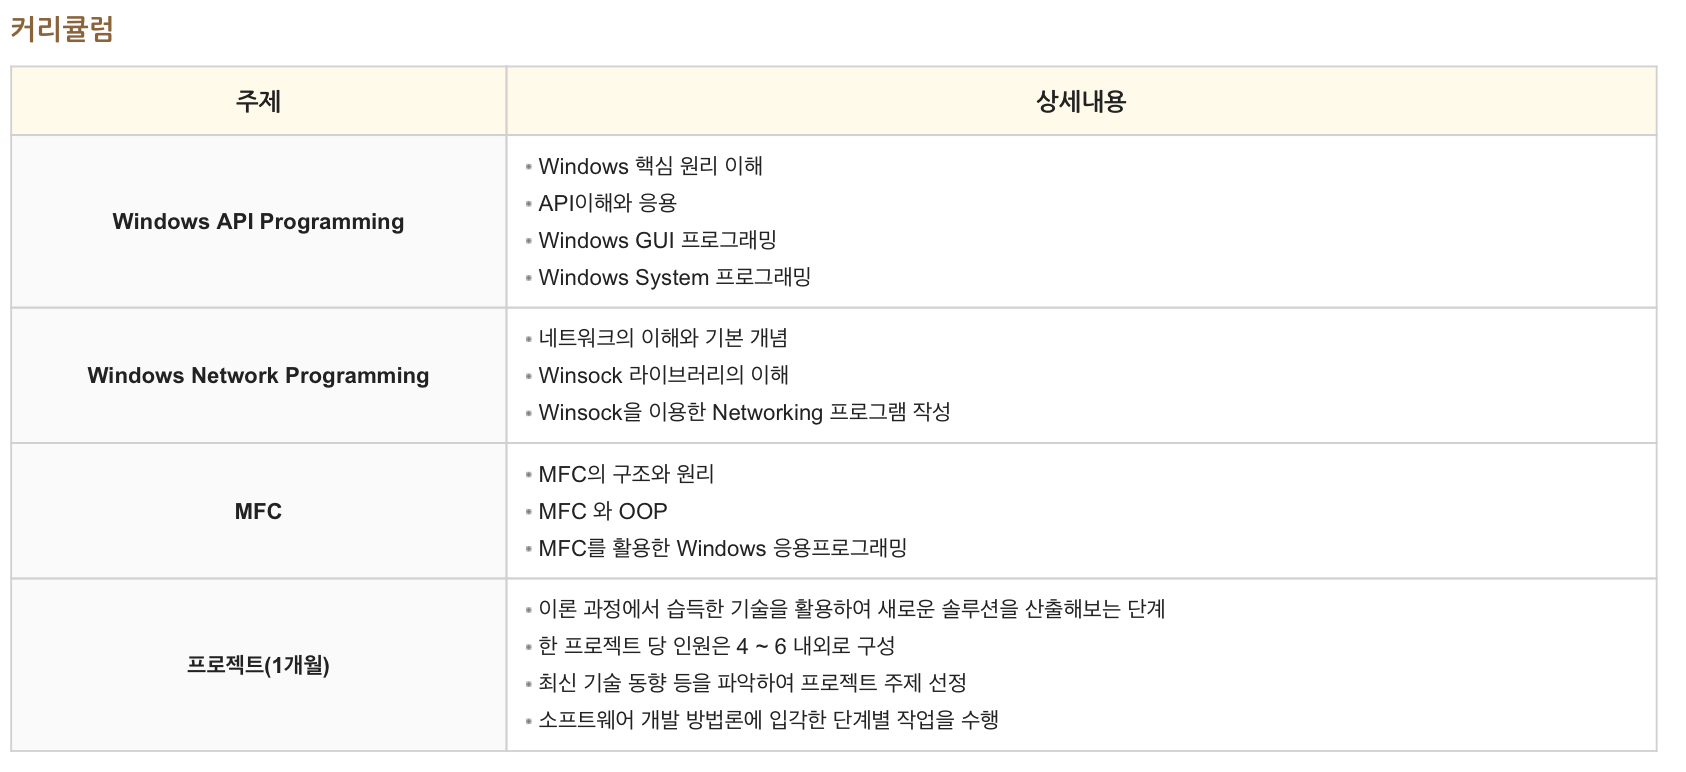 커리큘럼
주제
상세내용
Windows API Programming
Windows 핵심 원리 이해
API이해와 응용
Windows GUI 프로그래밍
Windows System 프로그래밍
Windows Network Programming
네트워크의 이해와 기본 개념
Winsock 라이브러리의 이해
Winsock을 이용한 Networking 프로그램 작성
MFC
MFC의 구조와 원리
MFC 와 OOP
MFC를 활용한 Windows 응용프로그래밍
프로젝트(1개월)
이론 과정에서 습득한 기술을 활용하여 새로운 솔루션을 산출해보는 단계
한 프로젝트 당 인원은 4 ~ 6 내외로 구성
최신 기술 동향 등을 파악하여 프로젝트 주제 선정
소프트웨어 개발 방법론에 입각한 단계별 작업을 수행